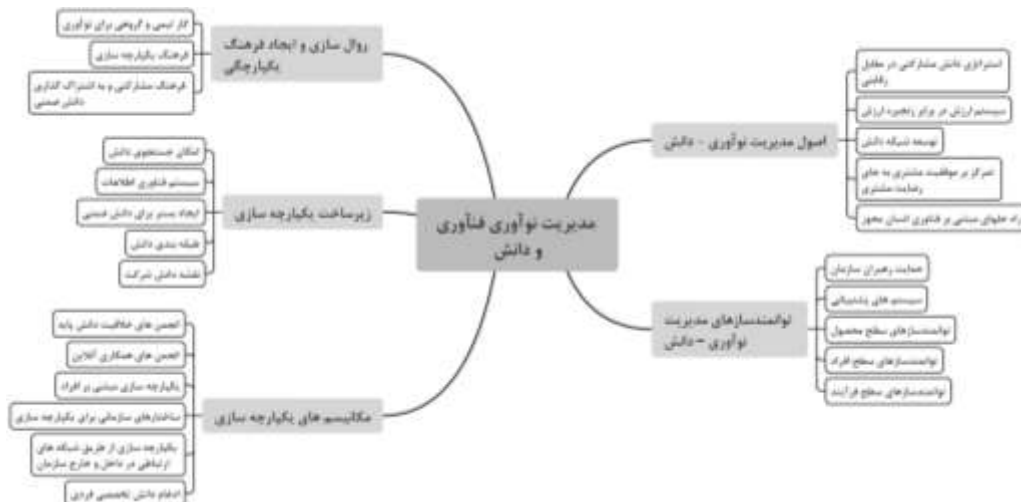 مدیریت نوآوری فنآوری
و دانش
اصول مدیریت نوآوری - دانش
استراتژی دانش مشارکتی در مقابل
رقابتی
سیستم ارزش در برابر زنجیره ارزش
توسعه شبکه دانش
تمرکز بر موفقیت مشتری به جای
رضایت مشتری
راه حلهای مبتنی بر فناوری انسان محور
توانمندسازهای مدیریت
نوآوری – دانش
حمایت رهبران سازمان
سیستم های پشتیبانی
توانمندسازهای سطح محصول
توانمندسازهای سطح افراد
توانمندسازهای سطح فرآیند
روال سازی و ایجاد فرهنگ
یکپارچگی
کار تیمی و گروهی برای نوآوری
فرهنگ یکپارچه سازی
فرهنگ مشارکتی و به اشتراک گذاری
دانش ضمنی
زیرساخت یکپارچه سازی
امکان جستجوی دانش
سیستم فناوری اطلاعات
ایجاد بستر برای دانش ضمنی
طبقه بندی دانش
نقشه دانش شرکت
مکانیسم های یکپارچه سازی
انجمن های خلاقیت دانش پایه
انجمن های همکاری آنلاین
یکپارچه سازی مبتنی بر افراد
ساختارهای سازمانی برای یکپارچه سازی
یکپارچه سازی از طریق شبکه های
ارتباطی در داخل و خارج سازمان
ادغام دانش تخصصی فردی